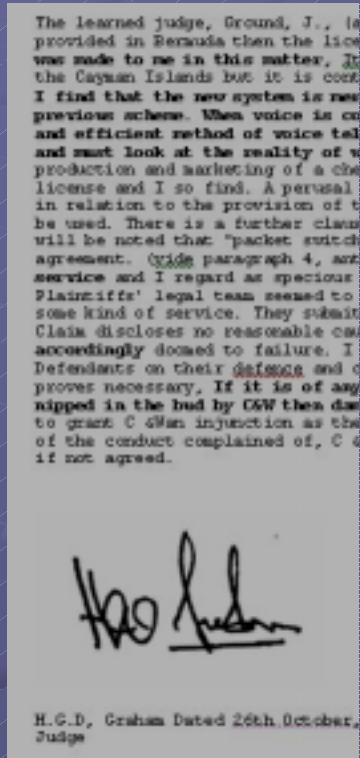 The learned judge, Ground, J., (a
provided in Bermuda then the lice
was made to me in this matter, It
the Cayman Islands but it is cont
I find that the new system is nea
previous scheme. When voice is co
and efficient method of voice tel
and must look at the reality of w
production and marketing of a che
license and I so find. A perusal
in relation to the provision of t
be used. There is a further claus
will be noted that "packet switch
agreement. (vide paragraph 4, ant
service and I regard as specious
Plaintiffs' legal team seemed to
some kind of service. They submit
Claim discloses no reasonable cau
accordingly doomed to failure. I
Defendants on their defence and c
proves necessary, If it is of any
nipped in the bud by C&W then dam
to grant C &Wan injunction as the
of the conduct complained of, C &
if not agreed.
H.G.D, Graham Dated 26th October,
Judge